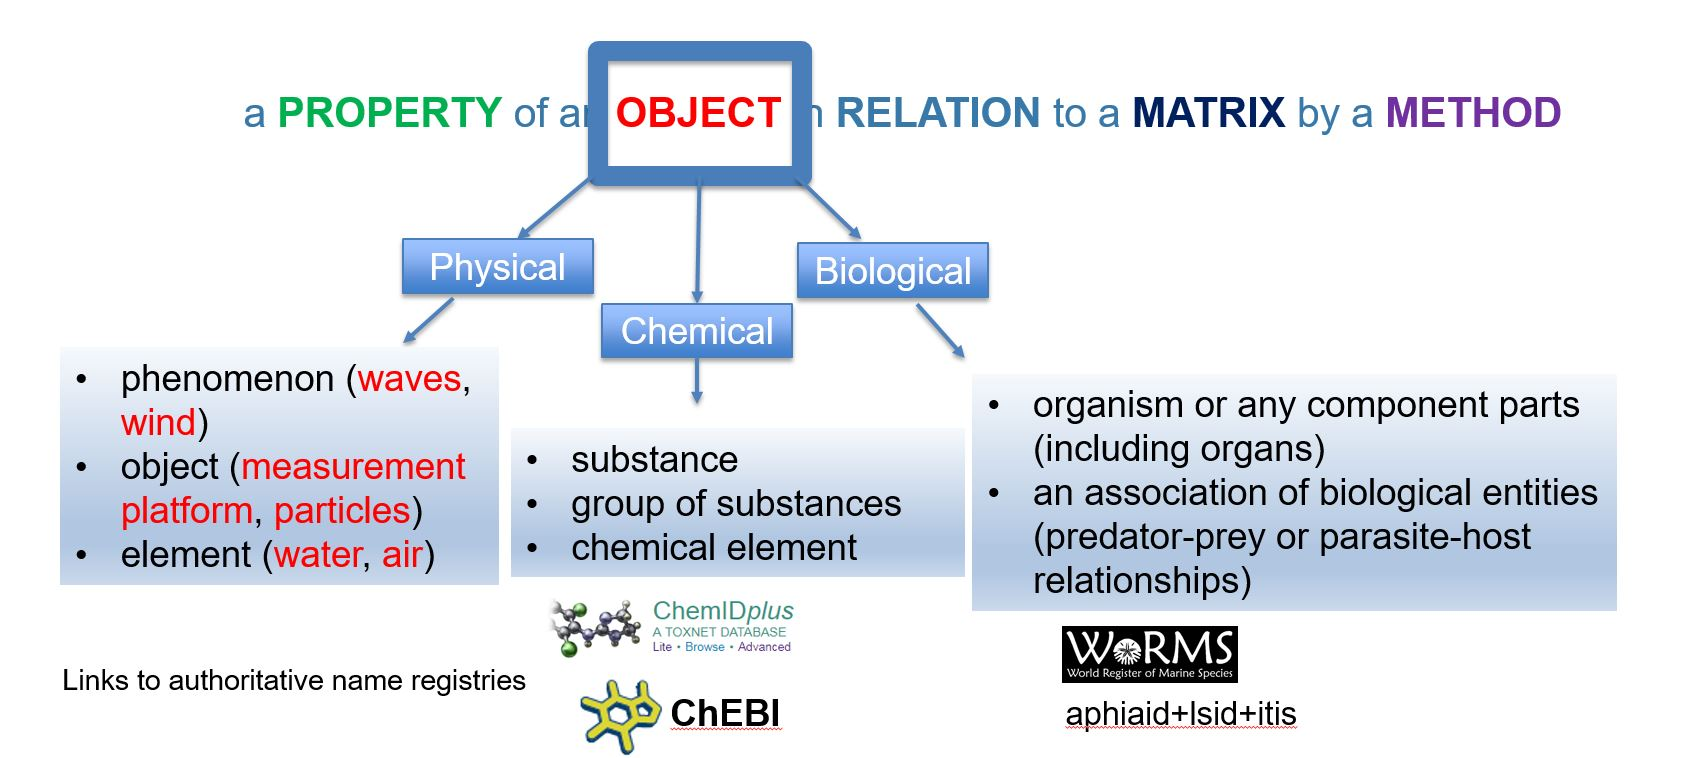 a PROPERTY of an OBJECT n RELATION to a MATRIX by a METHOD
Physical
Chemical
Biological
• phenomenon (waves,
wind)
• object (measurement
platform, particles)
• element (water, air)
• substance
• group of substances
• chemical element
• organism or any component parts
(including organs)
• an association of biological entities
(predator-prey or parasite-host
relationships)
Links to authoritative name registries
ChemIDplus
A TOXNET DATABASE
Lite • Browse • Advanced
ChEBI
WoRMS
World Register of Marine Species
aphiaid+lsid+itis